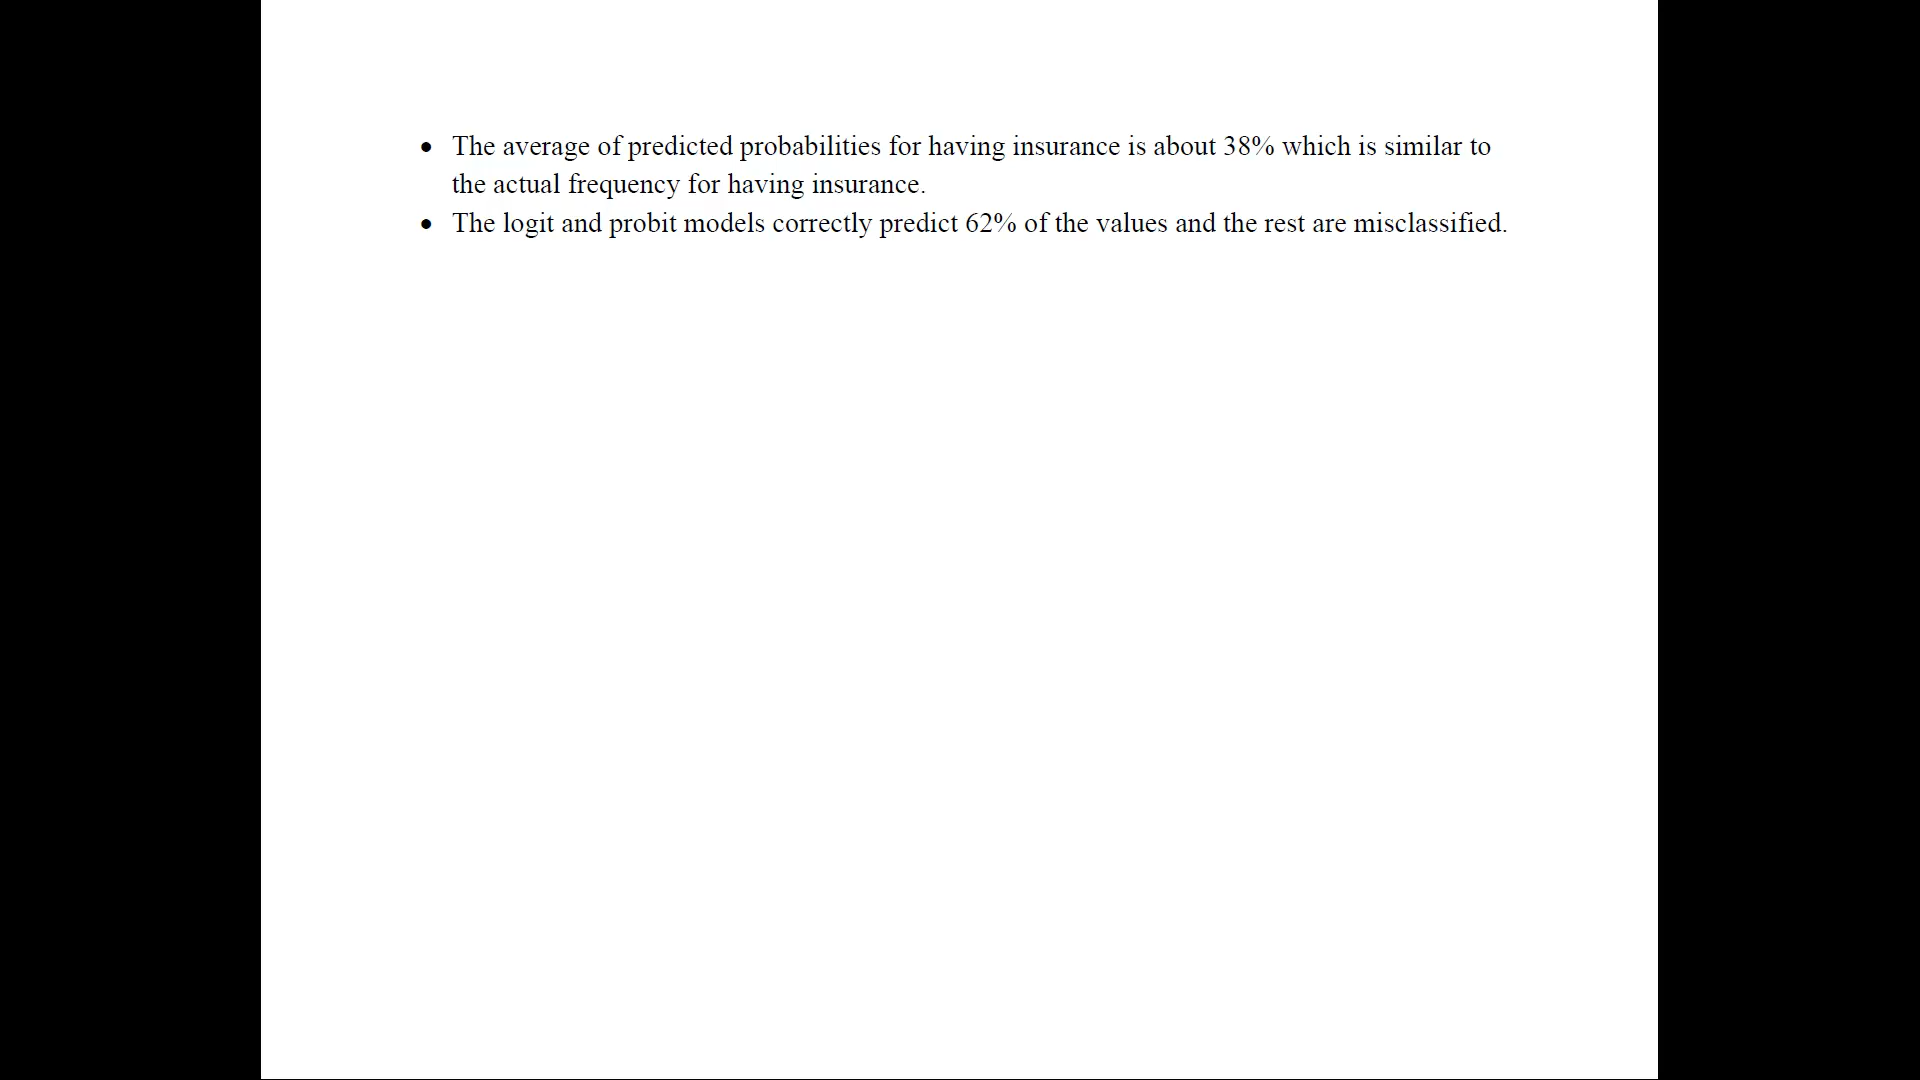 • The average of predicted probabilities for having insurance is about 38% which is similar to
the actual frequency for having insurance.
• The logit and probit models correctly predict 62% of the values and the rest are misclassified.